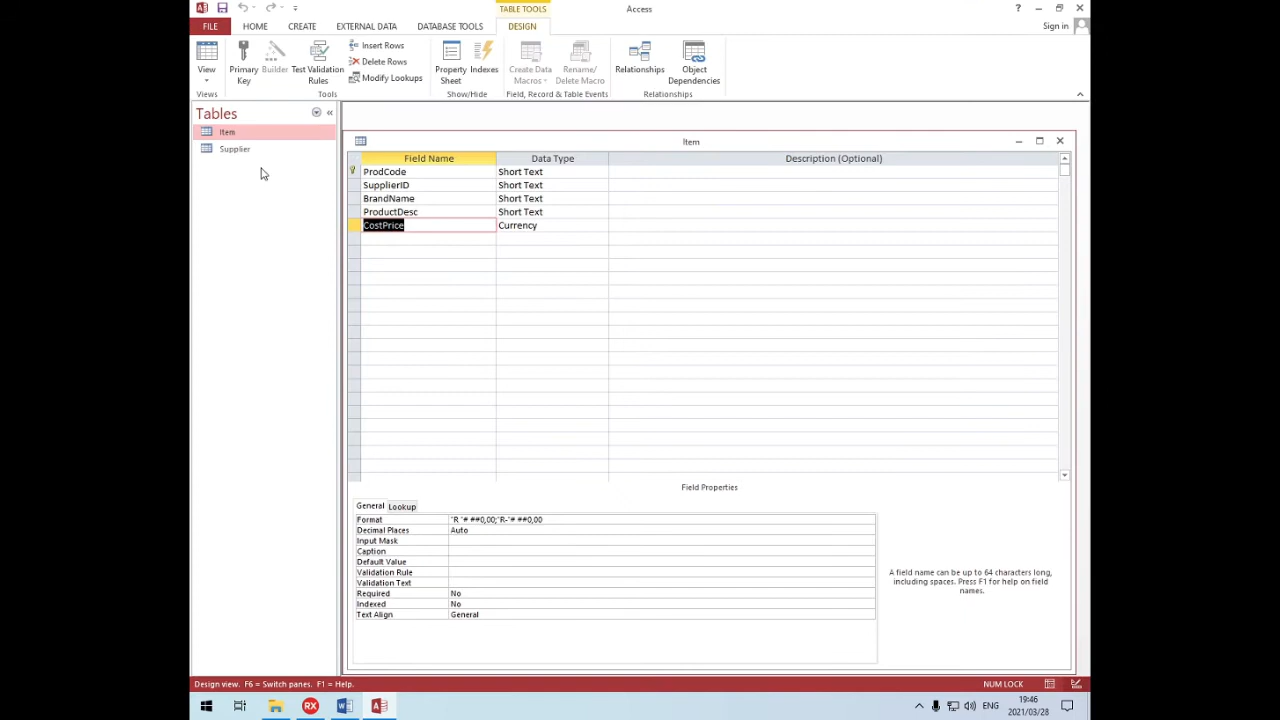 TABLE TOOLS
Access
?
FILE
HOME
CREATE
EXTERNAL DATA
DATABASE TOOLS
DESIGN
Sign in
View
Primary Key
Builder
Test Validation Rules
Insert Rows
Delete Rows
Modify Lookups
Property Sheet
Indexes
Create Data Macros
Rename/ Delete Macro
Relationships
Object Dependencies
Views
Tools
Show/Hide
Field, Record & Table Events
Relationships
Tables
Item
Supplier
Item
Field Name Data Type Description (Optional)
ProdCode Short Text
SupplierID Short Text
BrandName Short Text
ProductDesc Short Text
CostPrice Currency
Field Properties
General Lookup
Format "R "# ##0,00;"R-"# ##0,00
Decimal Places Auto
Input Mask
Caption
Default Value
Validation Rule
Validation Text
Required No
Indexed No
Text Align General
A field name can be up to 64 characters long,
including spaces. Press F1 for help on field
names.
Design view. F6 = Switch panes. F1 = Help.
NUM LOCK
RX
ENG
19:46
2021/03/28